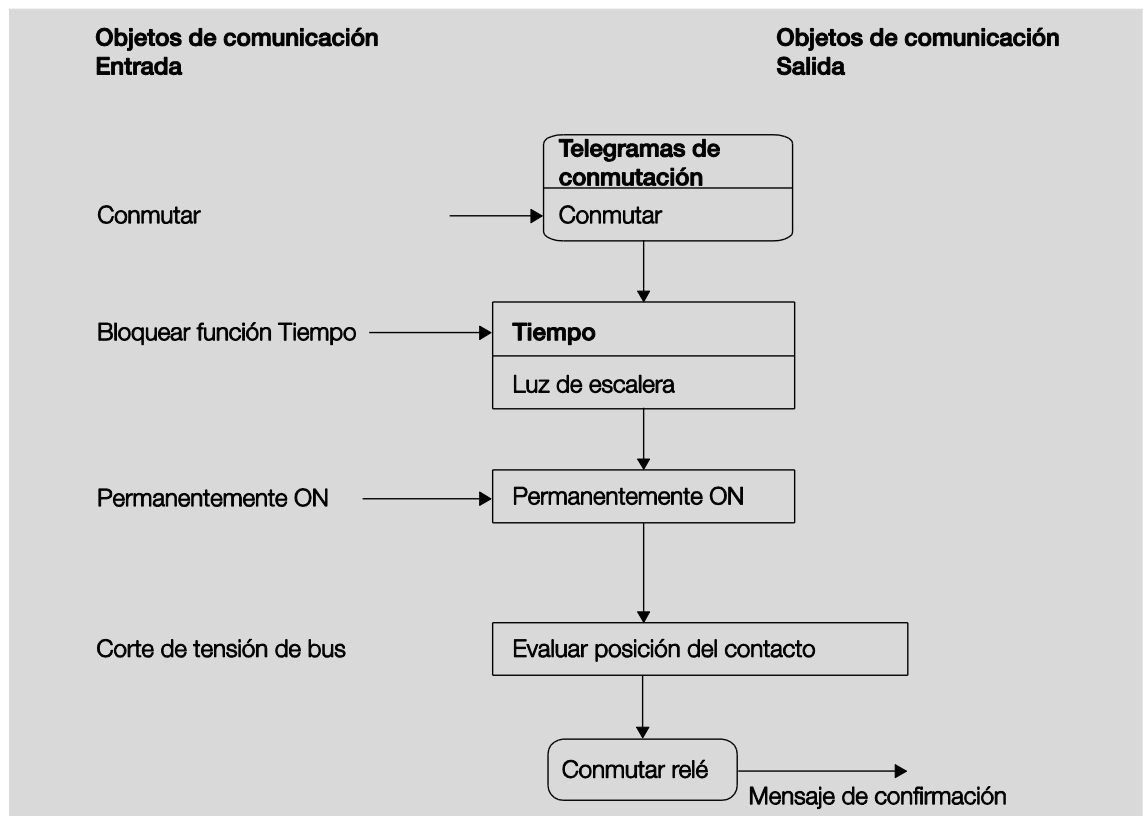 Objetos de comunicación
Entrada
Objetos de comunicación
Salida
Telegramas de
conmutación
Conmutar
Conmutar
Bloquear función Tiempo
Tiempo
Luz de escalera
Permanentemente ON
Permanentemente ON
Corte de tensión de bus
Evaluar posición del contacto
Conmutar relé
Mensaje de confirmación